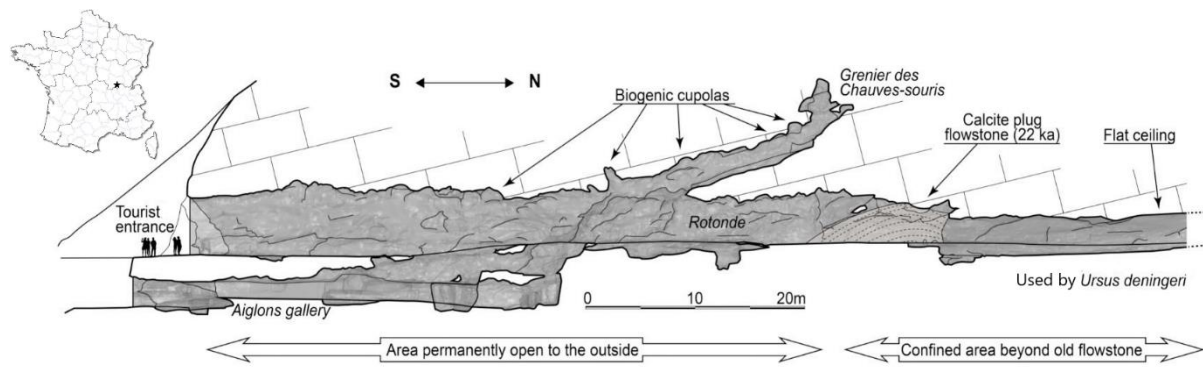 S N
Grenier des
Chauves-souris
Biogenic cupolas
Calcite plug
flowstone (22 ka)
Flat ceiling
Tourist
entrance
Rotonde
Used by Ursus deningeri
Aiglons gallery
0 10 20m
Area permanently open to the outside
Confined area beyond old flowstone